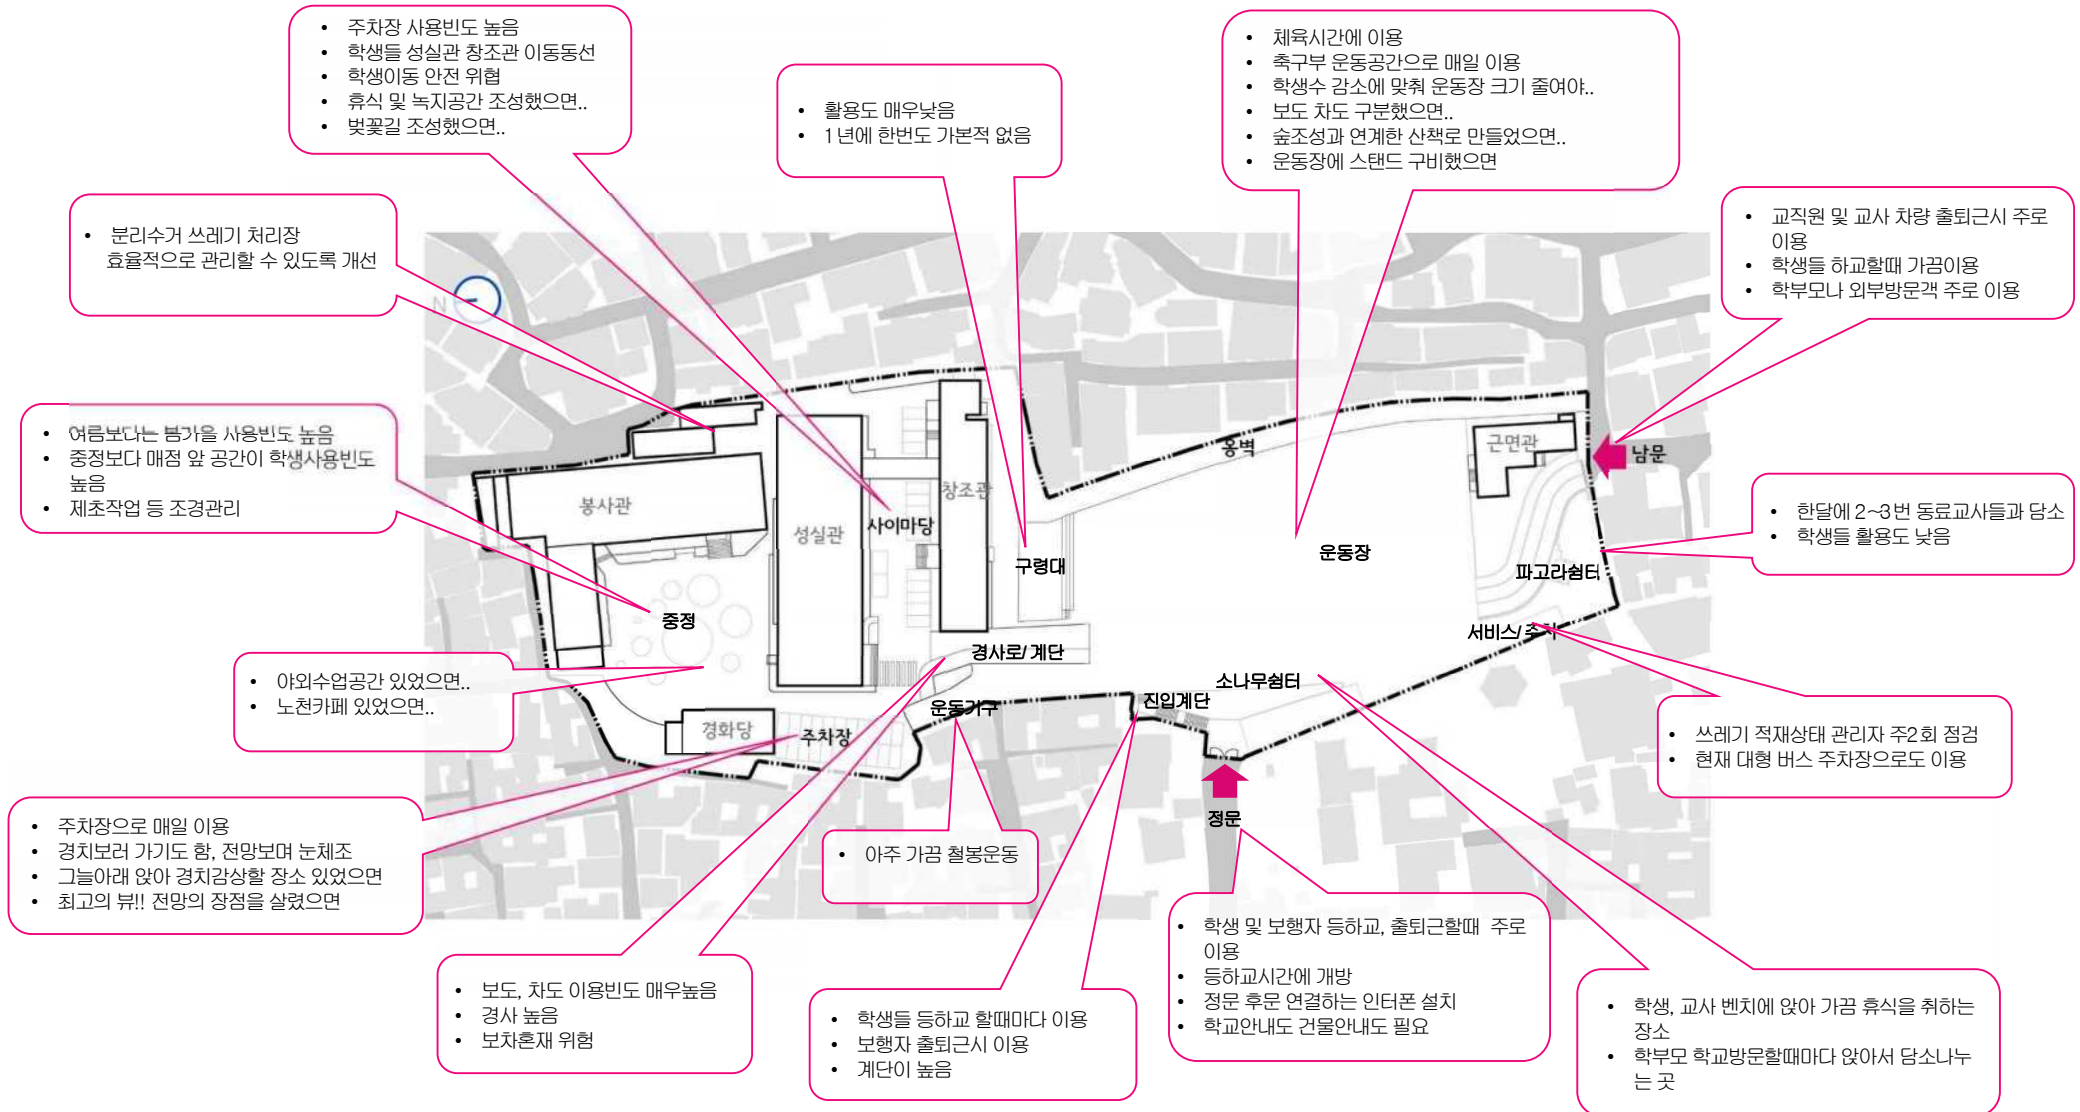 • 주차장 사용빈도 높음
• 학생들 성실관 창조관 이동동선
• 학생이동 안전 위협
• 휴식 및 녹지공간 조성했으면..
• 벚꽃길 조성했으면..
• 활용도 매우낮음
• 1년에 한번도 가본적 없음
• 체육시간에 이용
• 축구부 운동공간으로 매일 이용
• 학생수 감소에 맞춰 운동장 크기 줄여야..
• 보도 차도 구분했으면..
• 숲조성과 연계한 산책로 만들었으면..
• 운동장에 스탠드 구비했으면
• 분리수거 쓰레기 처리장
효율적으로 관리할 수 있도록 개선
• 교직원 및 교사 차량 출퇴근시 주로
이용
• 학생들 하교할때 가끔이용
• 학부모나 외부방문객 주로 이용
N
• 여름보다는 봄가을 사용빈도 높음
• 중정보다 매점 앞 공간이 학생사용빈도
높음
• 제초작업 등 조경관리
옹벽
근면관
남문
봉사관
성실관
사이마당
창조관
구령대
운동장
파고라쉼터
• 한달에 2~3번 동료교사들과 담소
• 학생들 활용도 낮음
중정
경사로/계단
서비스/주차
• 야외수업공간 있었으면..
• 노천카페 있었으면..
소나무쉼터
진입계단
운동기구
경화당
주차장
• 쓰레기 적재상태 관리자 주2회 점검
• 현재 대형 버스 주차장으로도 이용
정문
• 주차장으로 매일 이용
• 경치보러 가기도 함, 전망보며 눈체조
• 그늘아래 앉아 경치감상할 장소 있었으면
• 최고의 뷰!! 전망의 장점을 살렸으면
• 아주 가끔 철봉운동
• 보도, 차도 이용빈도 매우높음
• 경사 높음
• 보차혼재 위험
• 학생들 등하교 할때마다 이용
• 보행자 출퇴근시 이용
• 계단이 높음
• 학생 및 보행자 등하교, 출퇴근할때 주로
이용
• 등하교시간에 개방
• 정문 후문 연결하는 인터폰 설치
• 학교안내도 건물안내도 필요
• 학생, 교사 벤치에 앉아 가끔 휴식을 취하는
장소
• 학부모 학교방문할때마다 앉아서 담소나누
는 곳